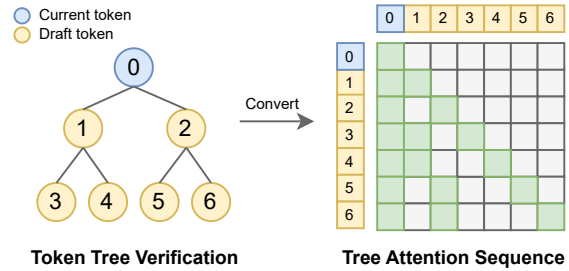 Current token
Draft token
0
1 2
3 4 5 6
Convert
0 1 2 3 4 5 6
0
1
2
3
4
5
6
Token Tree Verification
Tree Attention Sequence